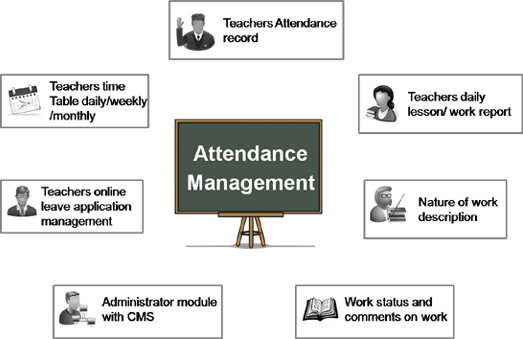 Teachers Attendance
record
Teachers time
Table daily/weekly
/monthly
Teachers daily
lesson/ work report
Attendance
Management
Teachers online
leave application
management
Nature of work
description
Administrator module
with CMS
Work status and
comments on work